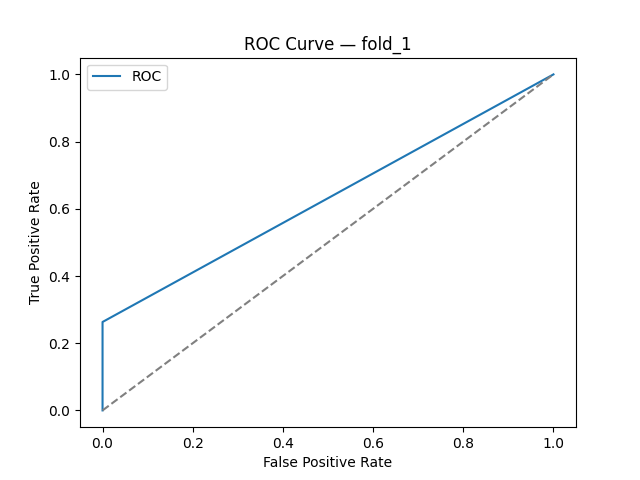 ROC Curve — fold_1
ROC
True Positive Rate
1.0
0.8
0.6
0.4
0.2
0.0
0.0 0.2 0.4 0.6 0.8 1.0
False Positive Rate